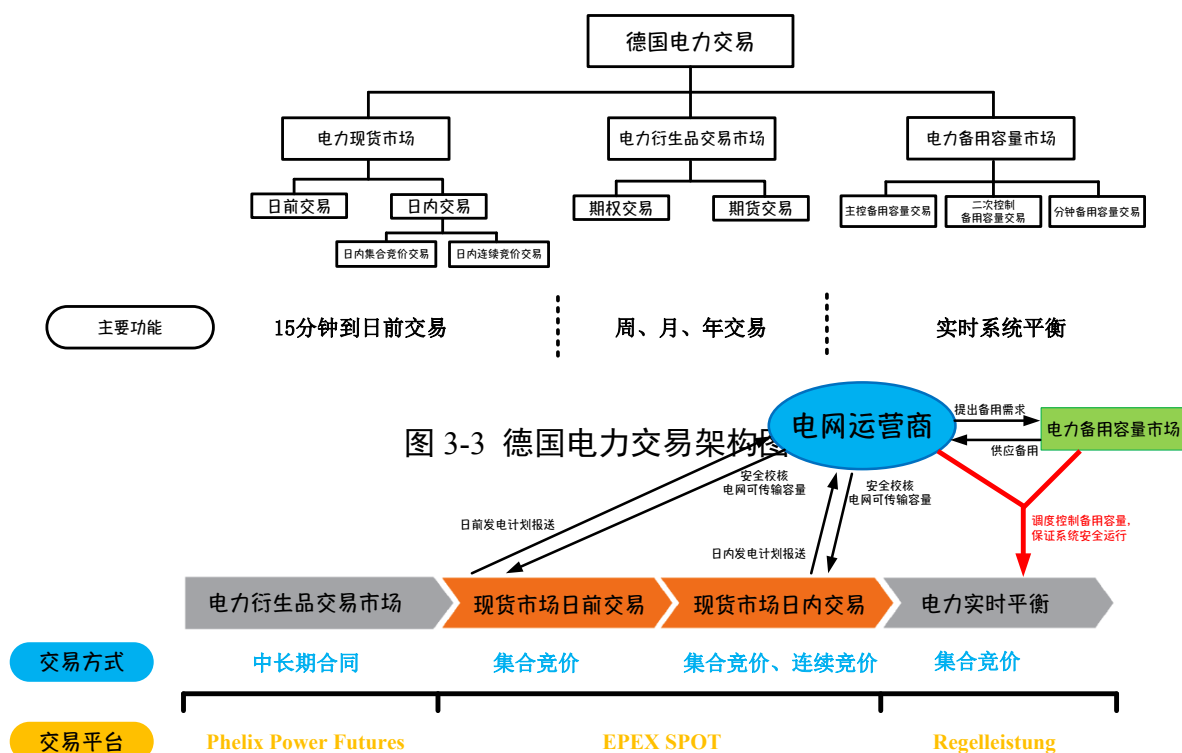 德国电力交易
电力现货市场
电力衍生品交易市场
电力备用容量市场
日前交易
日内交易
期权交易
期货交易
主控备用容量交易
二次控制
备用容量交易
分钟备用容量交易
日内集合竞价交易
日内连续竞价交易
主要功能
15分钟到日前交易
周、月、年交易
实时系统平衡
图 3-3 德国电力交易架构图
电网运营商
提出备用需求
供应备用
电力备用容量市场
安全校核
电网可传输容量
安全校核
电网可传输容量
日前发电计划报送
日内发电计划报送
调度控制备用容量，
保证系统安全运行
电力衍生品交易市场
现货市场日前交易
现货市场日内交易
电力实时平衡
交易方式
中长期合同
集合竞价
集合竞价、连续竞价
集合竞价
交易平台
Phelix Power Futures
EPEX SPOT
Regelleistung